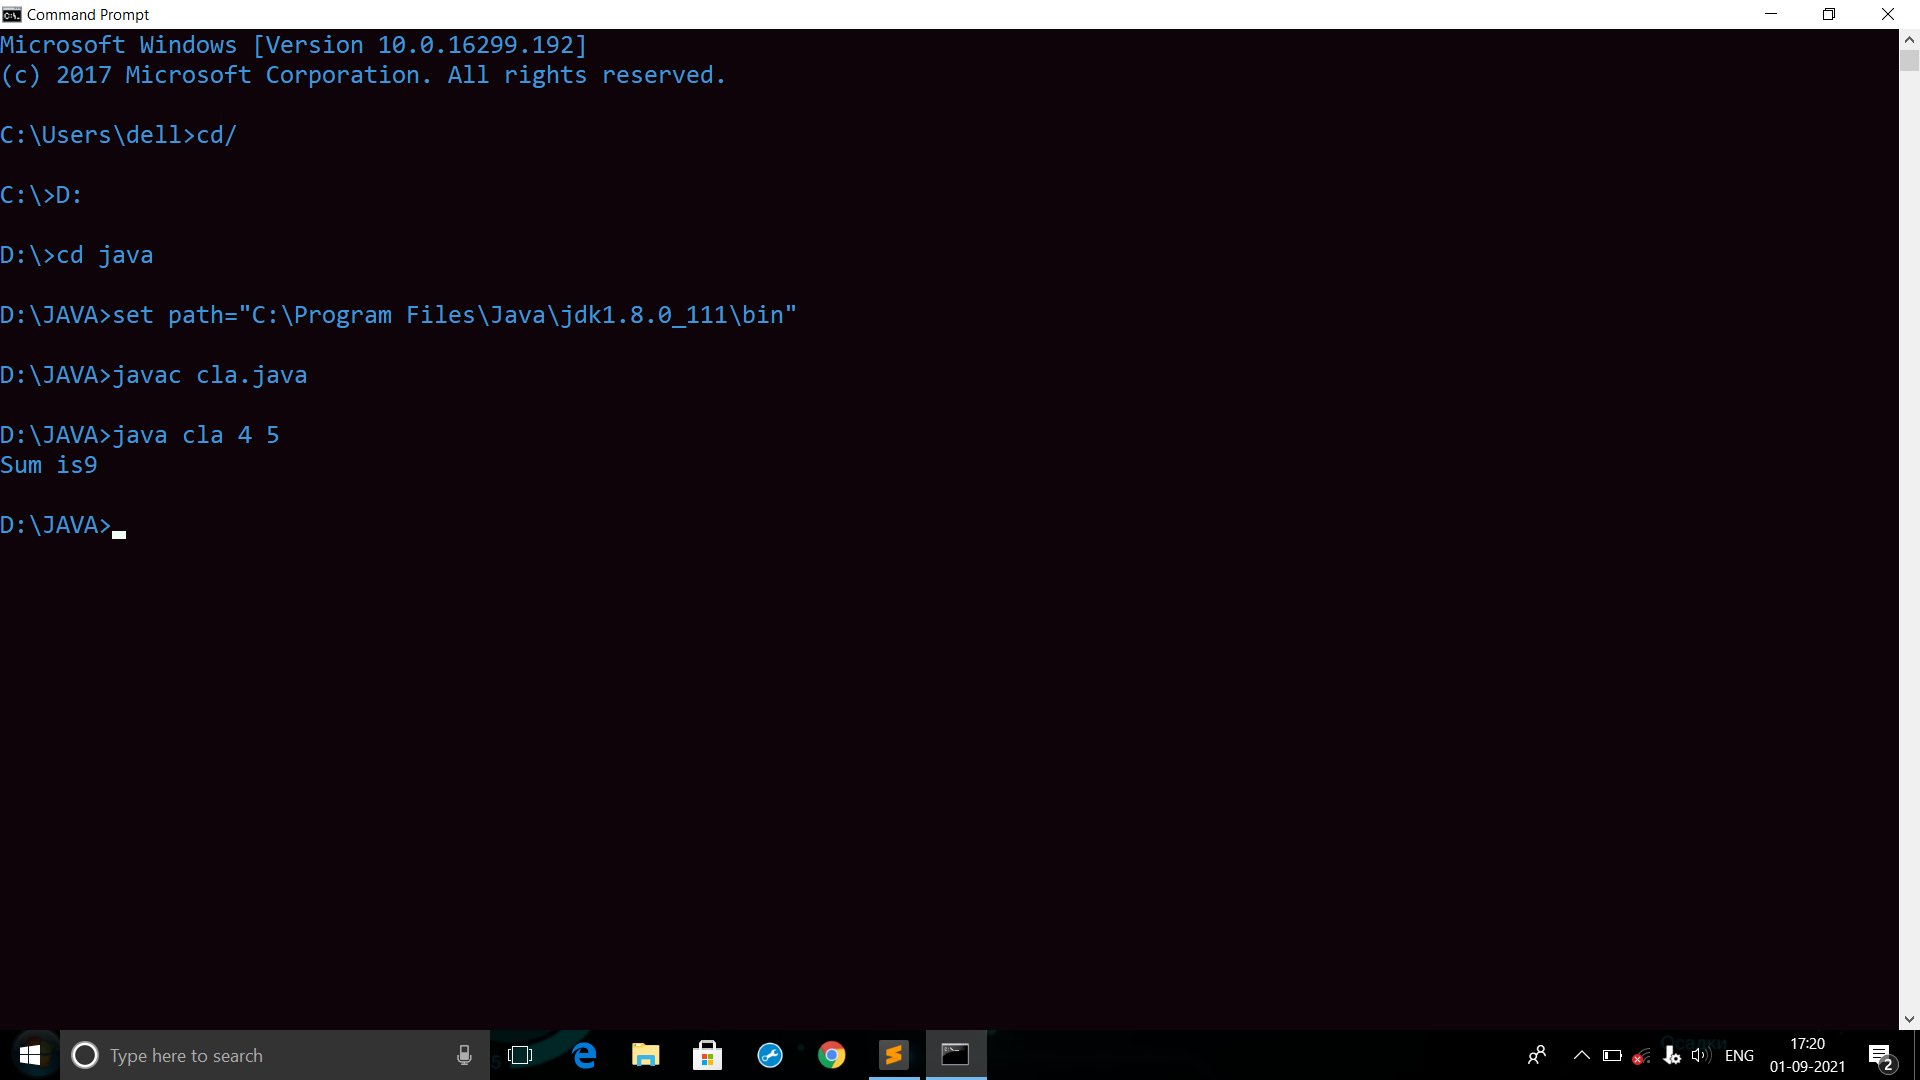 Command Prompt
Microsoft Windows [Version 10.0.16299.192]
(c) 2017 Microsoft Corporation. All rights reserved.
C:\Users\dell>cd/
C:\>D:
D:\>cd java
D:\JAVA>set path="C:\Program Files\Java\jdk1.8.0_111\bin"
D:\JAVA>javac cla.java
D:\JAVA>java cla 4 5
Sum is9
D:\JAVA>
Type here to search
ENG
17:20
01-09-2021
2